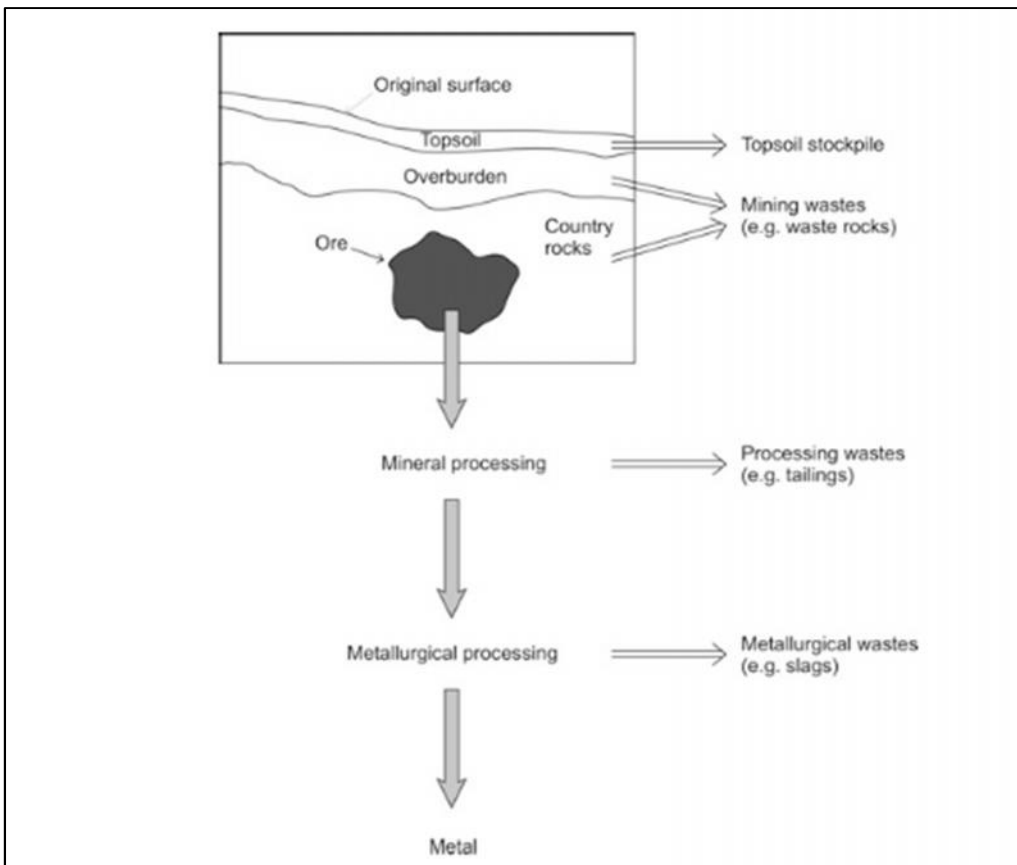 Original surface
Topsoil
Topsoil stockpile
Overburden
Mining wastes
(e.g. waste rocks)
Country
rocks
Ore
Mineral processing
Processing wastes
(e.g. tailings)
Metallurgical processing
Metallurgical wastes
(e.g. slags)
Metal